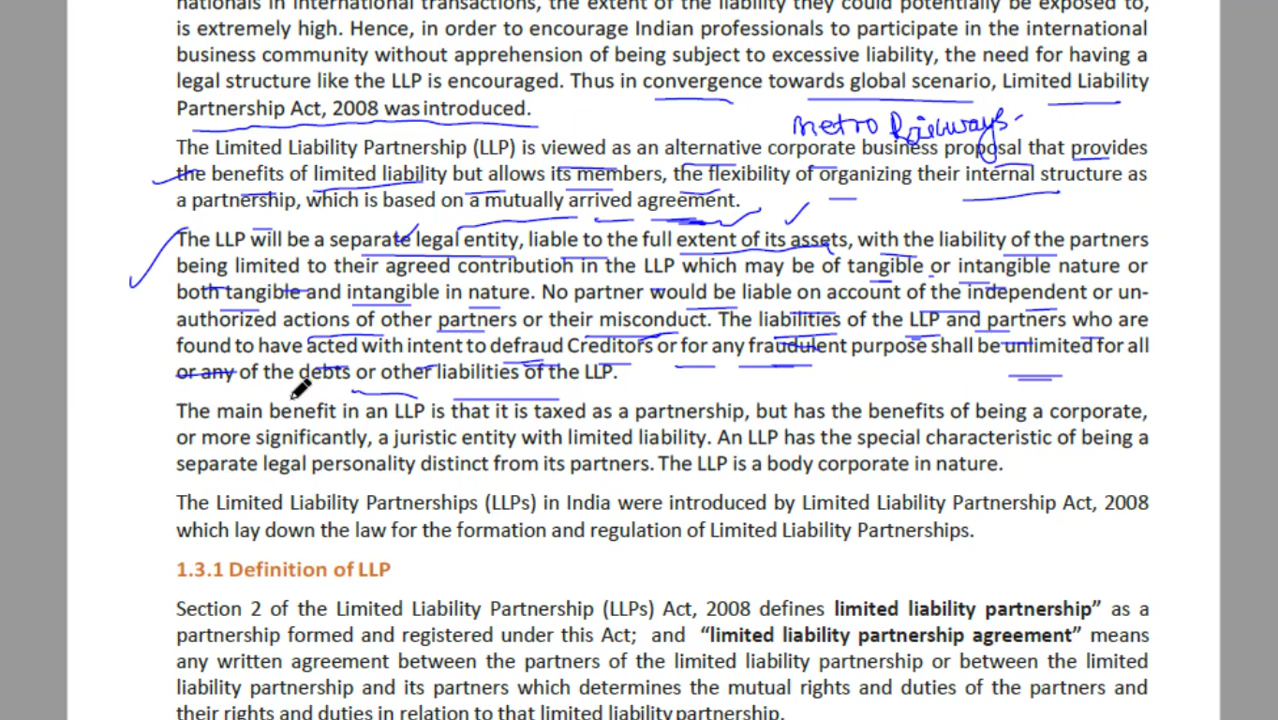 nationals in international transactions, the extent of the liability they could potentially be exposed to,
is extremely high. Hence, in order to encourage Indian professionals to participate in the international
business community without apprehension of being subject to excessive liability, the need for having a
legal structure like the LLP is encouraged. Thus in convergence towards global scenario, Limited Liability
Partnership Act, 2008 was introduced.
Metro Railways
The Limited Liability Partnership (LLP) is viewed as an alternative corporate business proposal that provides
the benefits of limited liability but allows its members, the flexibility of organizing their internal structure as
a partnership, which is based on a mutually arrived agreement.
The LLP will be a separate legal entity, liable to the full extent of its assets, with the liability of the partners
being limited to their agreed contribution in the LLP which may be of tangible or intangible nature or
both tangible and intangible in nature. No partner would be liable on account of the independent or un-
authorized actions of other partners or their misconduct. The liabilities of the LLP and partners who are
found to have acted with intent to defraud Creditors or for any fraudulent purpose shall be unlimited for all
or any of the debts or other liabilities of the LLP.
The main benefit in an LLP is that it is taxed as a partnership, but has the benefits of being a corporate,
or more significantly, a juristic entity with limited liability. An LLP has the special characteristic of being a
separate legal personality distinct from its partners. The LLP is a body corporate in nature.
The Limited Liability Partnerships (LLPs) in India were introduced by Limited Liability Partnership Act, 2008
which lay down the law for the formation and regulation of Limited Liability Partnerships.
1.3.1 Definition of LLP
Section 2 of the Limited Liability Partnership (LLPs) Act, 2008 defines limited liability partnership” as a
partnership formed and registered under this Act; and “limited liability partnership agreement” means
any written agreement between the partners of the limited liability partnership or between the limited
liability partnership and its partners which determines the mutual rights and duties of the partners and
their rights and duties in relation to that limited liability partnership.